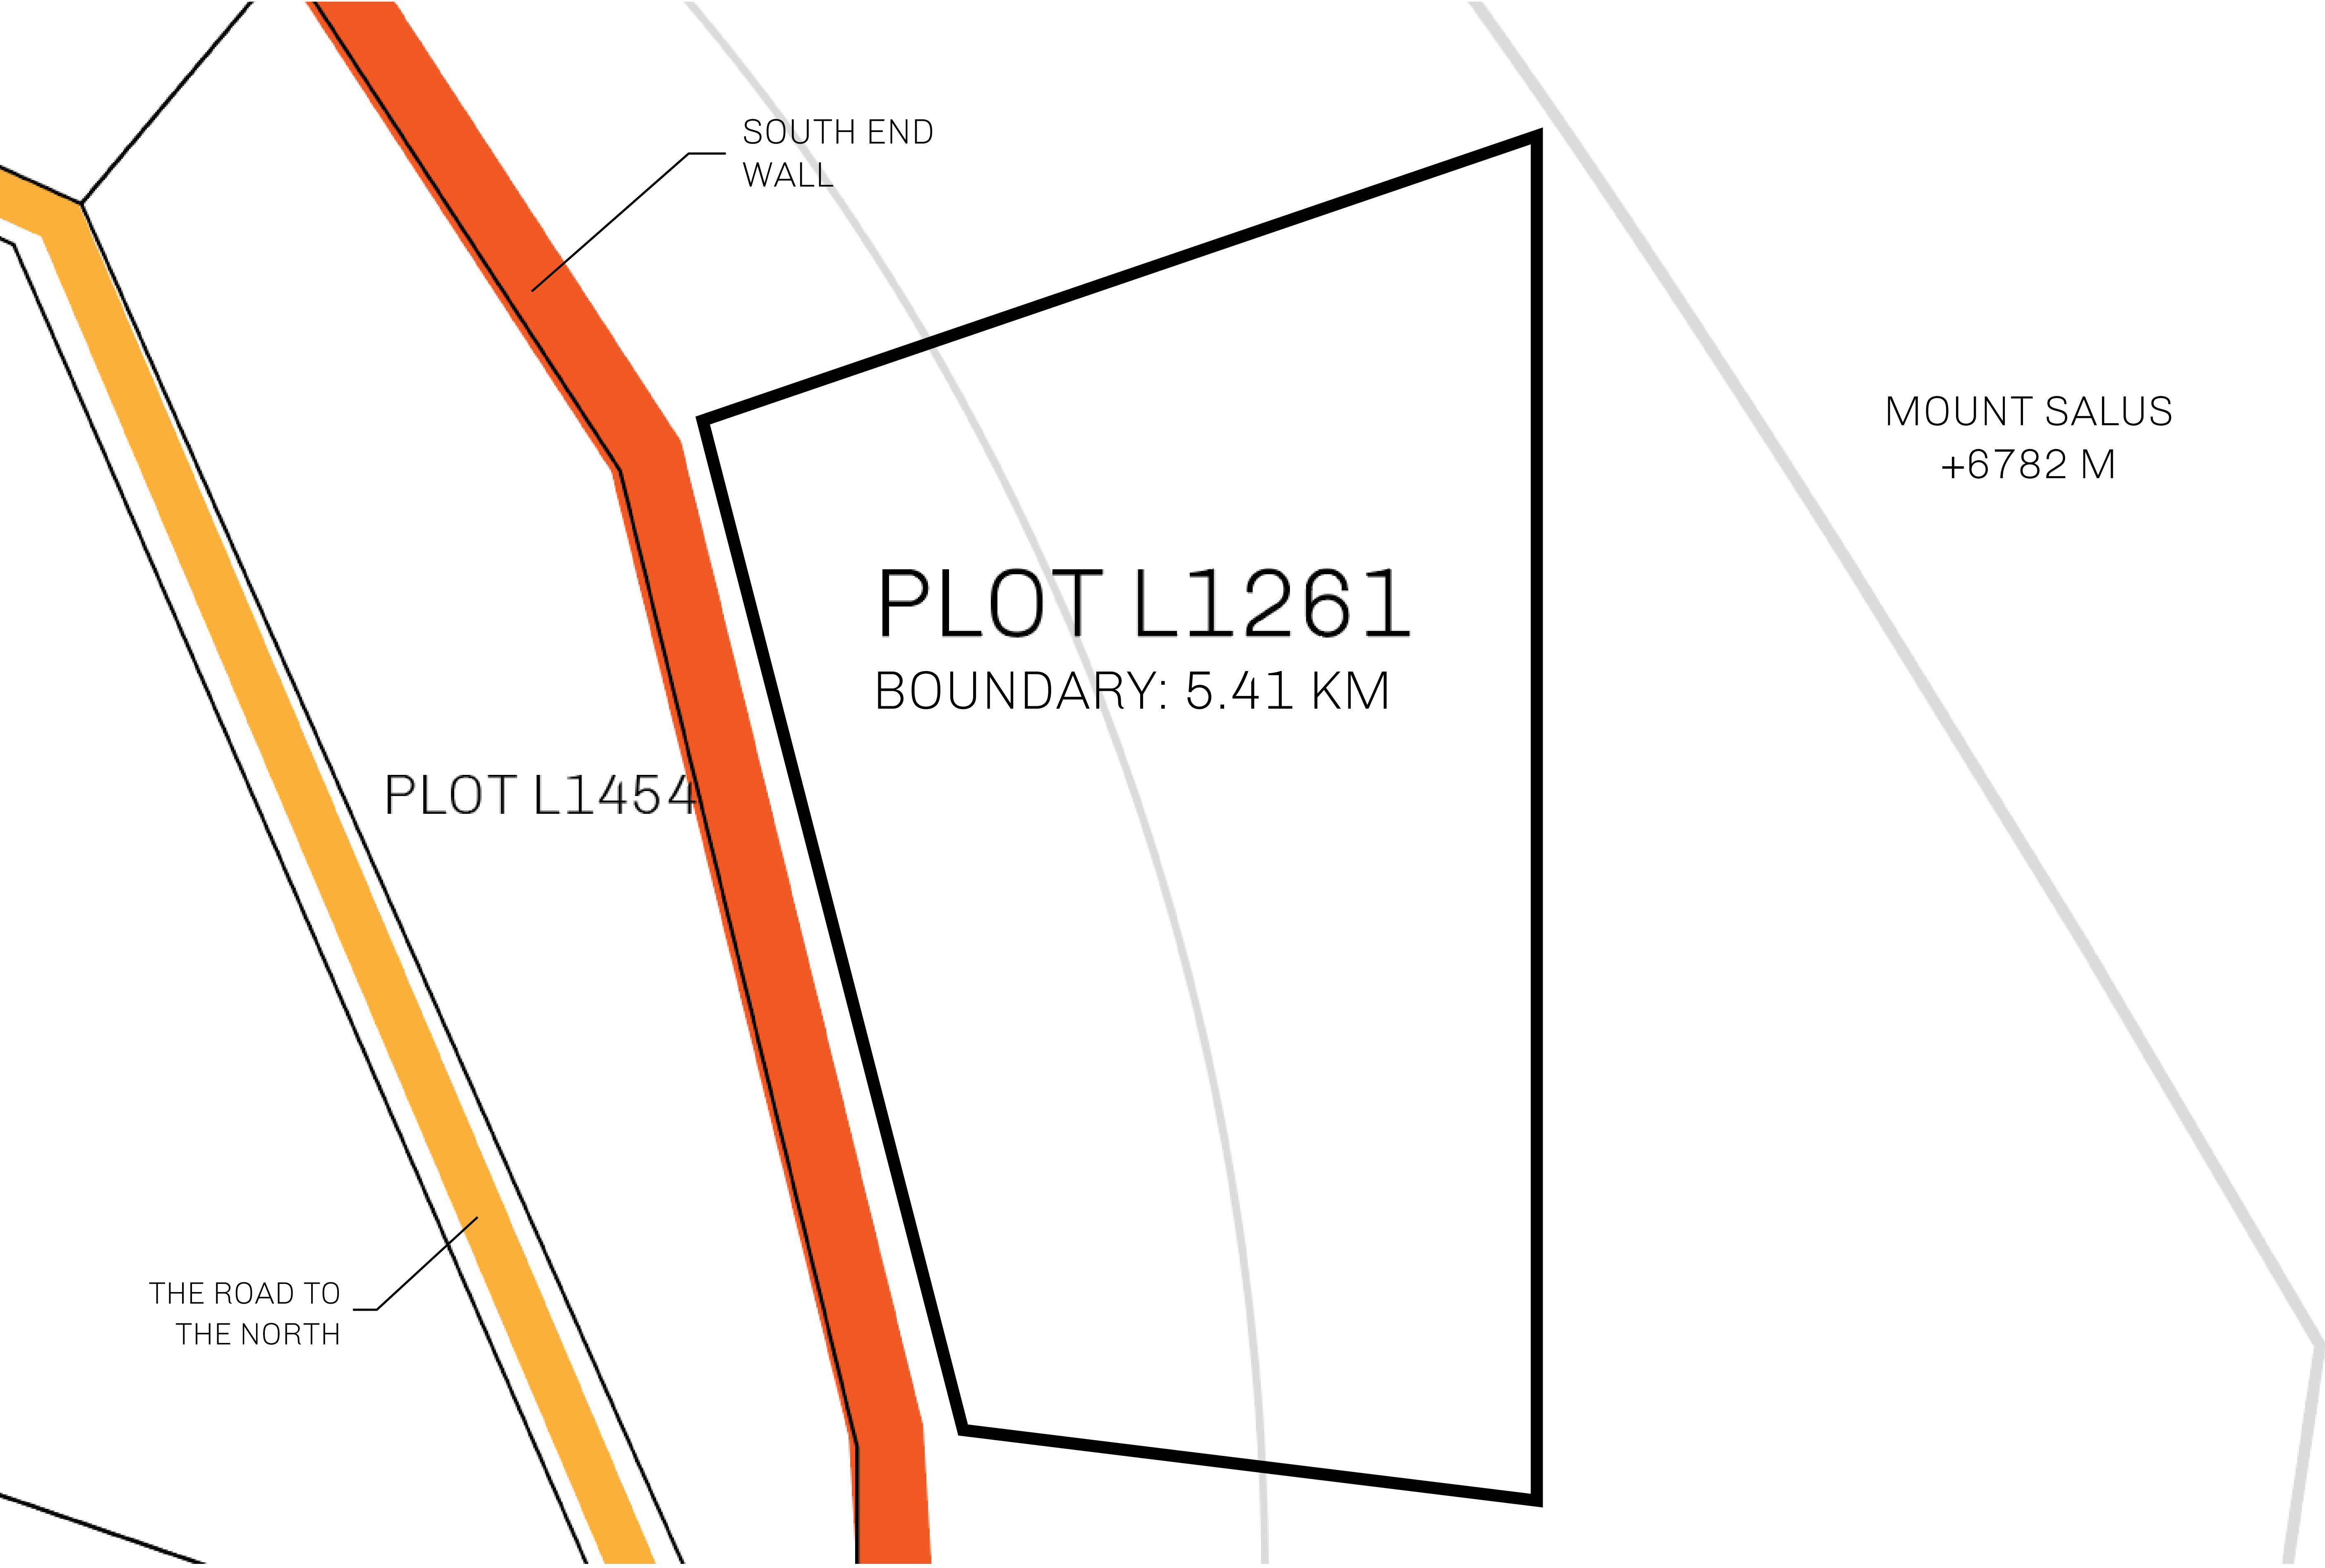 SOUTH END
WALL
MOUNT SALUS
+6782 M
PLOT L1261
BOUNDARY: 5.41 KM
PLOT L1454
THE ROAD TO
THE NORTH